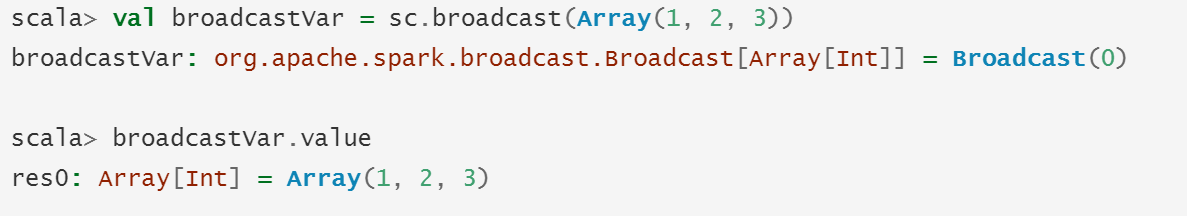 scala> val broadcastVar = sc.broadcast(Array(1, 2, 3))
broadcastVar: org.apache.spark.broadcast.Broadcast[Array[Int]] = Broadcast(0)
scala> broadcastVar.value
res0: Array[Int] = Array(1, 2, 3)